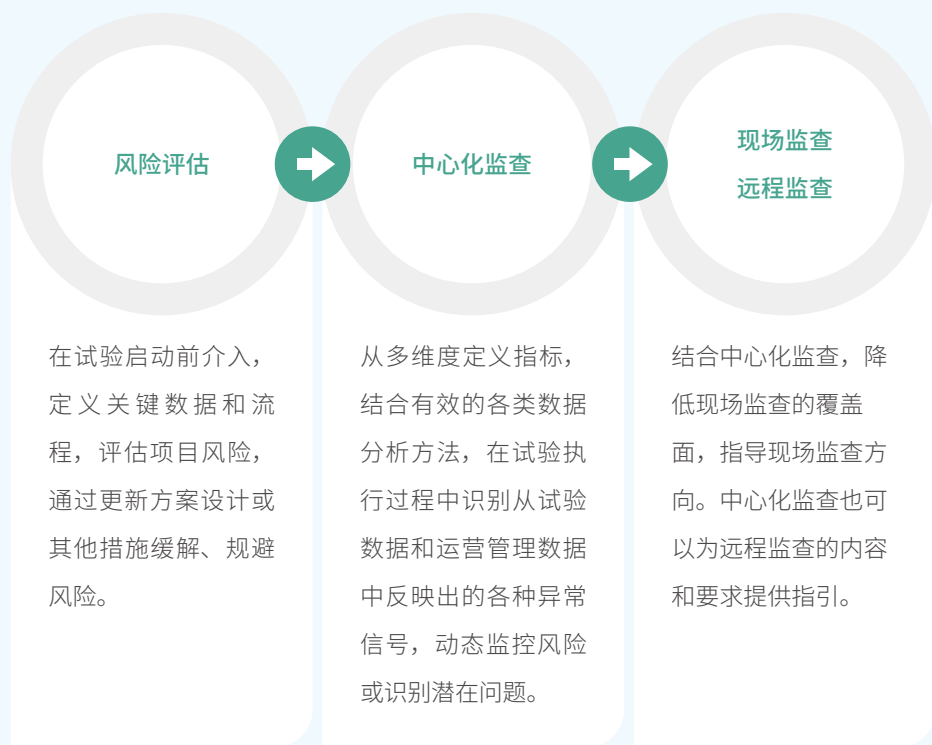 风险评估
在试验启动前介入，
定义关键数据和流
程，评估项目风险，
通过更新方案设计或
其他措施缓解、规避
风险。
中心化监查
从多维度定义指标，
结合有效的各类数据
分析方法，在试验执
行过程中识别从试验
数据和运营管理数据
中反映出的各种异常
信号，动态监控风险
或识别潜在问题。
现场监查
远程监查
结合中心化监查，降
低现场监查的覆盖
面，指导现场监查方
向。中心化监查也可
以为远程监查的内容
和要求提供指引。